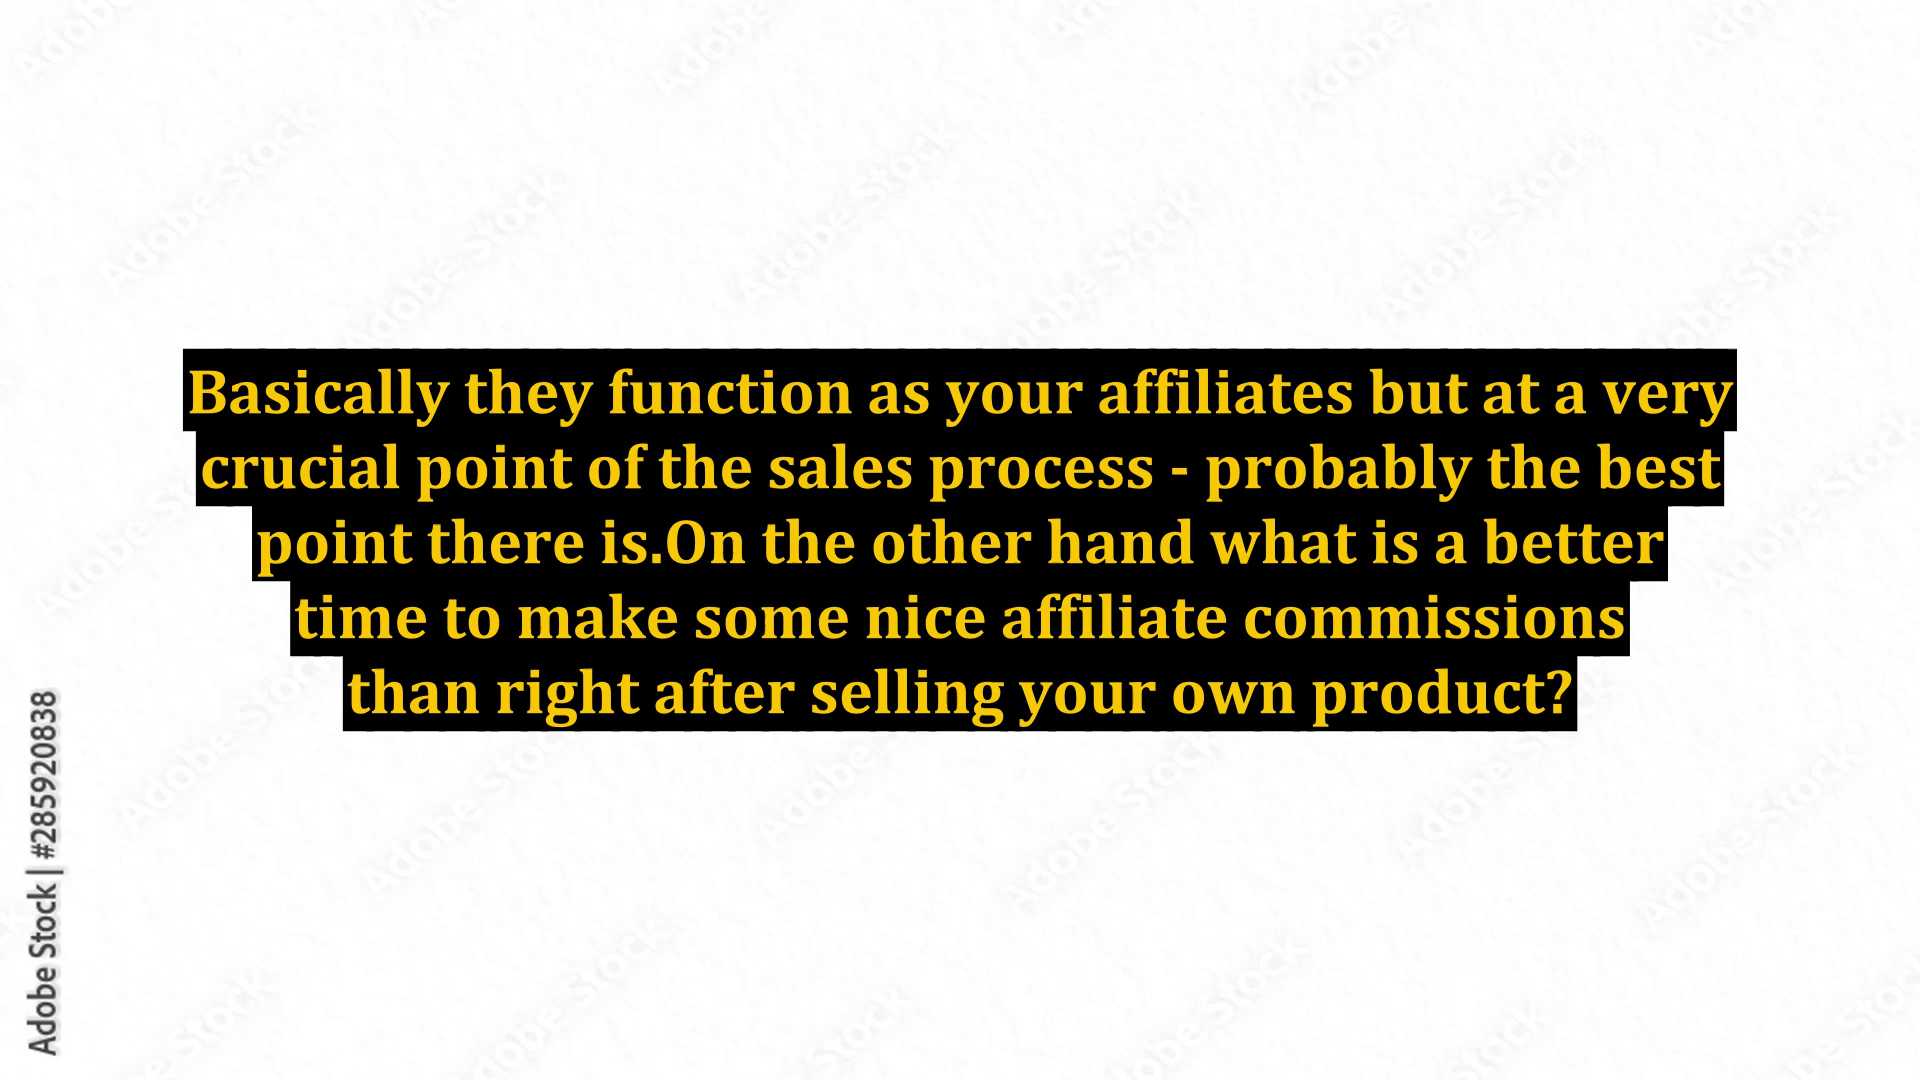 Basically they function as your affiliates but at a very
crucial point of the sales process - probably the best
point there is.On the other hand what is a better
time to make some nice affiliate commissions
than right after selling your own product?
Adobe Stock | #285920838
Adobe Stock